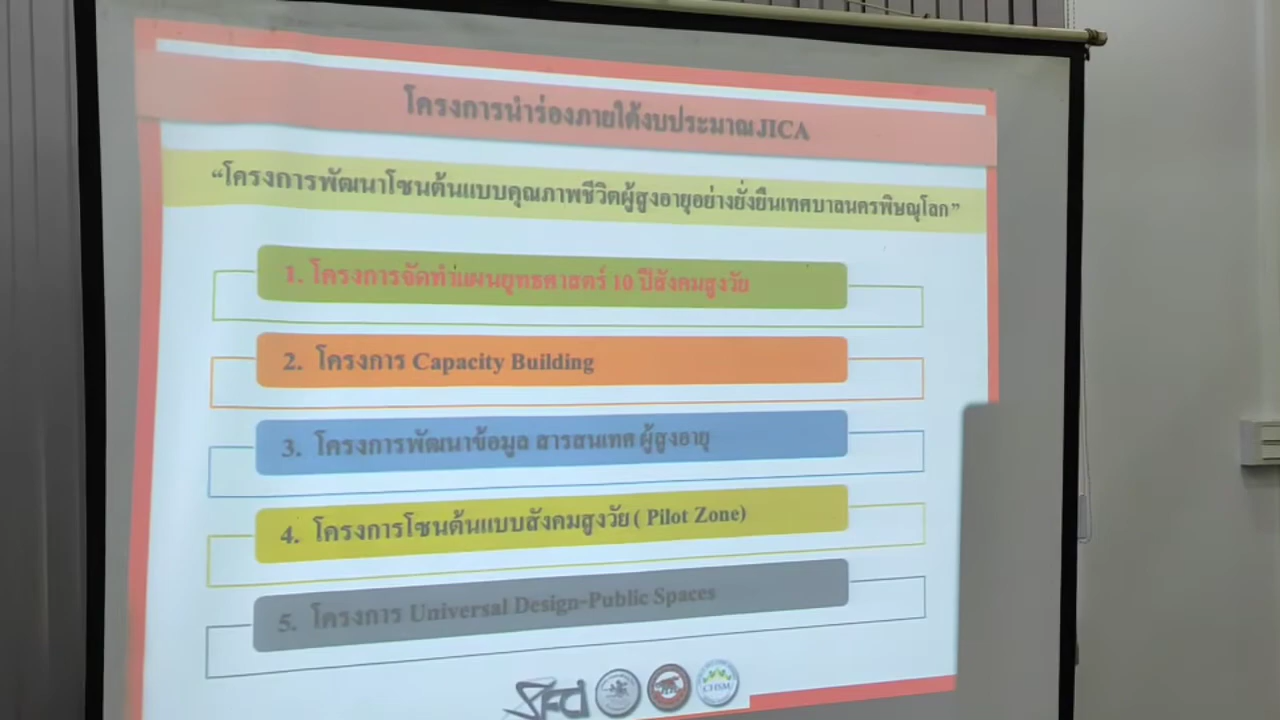 โครงการนำร่องภายใต้งบประมาณ JICA
“โครงการพัฒนาโซนต้นแบบคุณภาพชีวิตผู้สูงอายุอย่างยั่งยืนเทศบาลนครพิษณุโลก”
1. โครงการจัดทำแผนยุทธศาสตร์ 10 ปีสังคมสูงวัย
2. โครงการ Capacity Building
3. โครงการพัฒนาข้อมูล สารสนเทศ ผู้สูงอายุ
4. โครงการโซนต้นแบบสังคมสูงวัย ( Pilot Zone)
5. โครงการ Universal Design-Public Spaces
CHSM